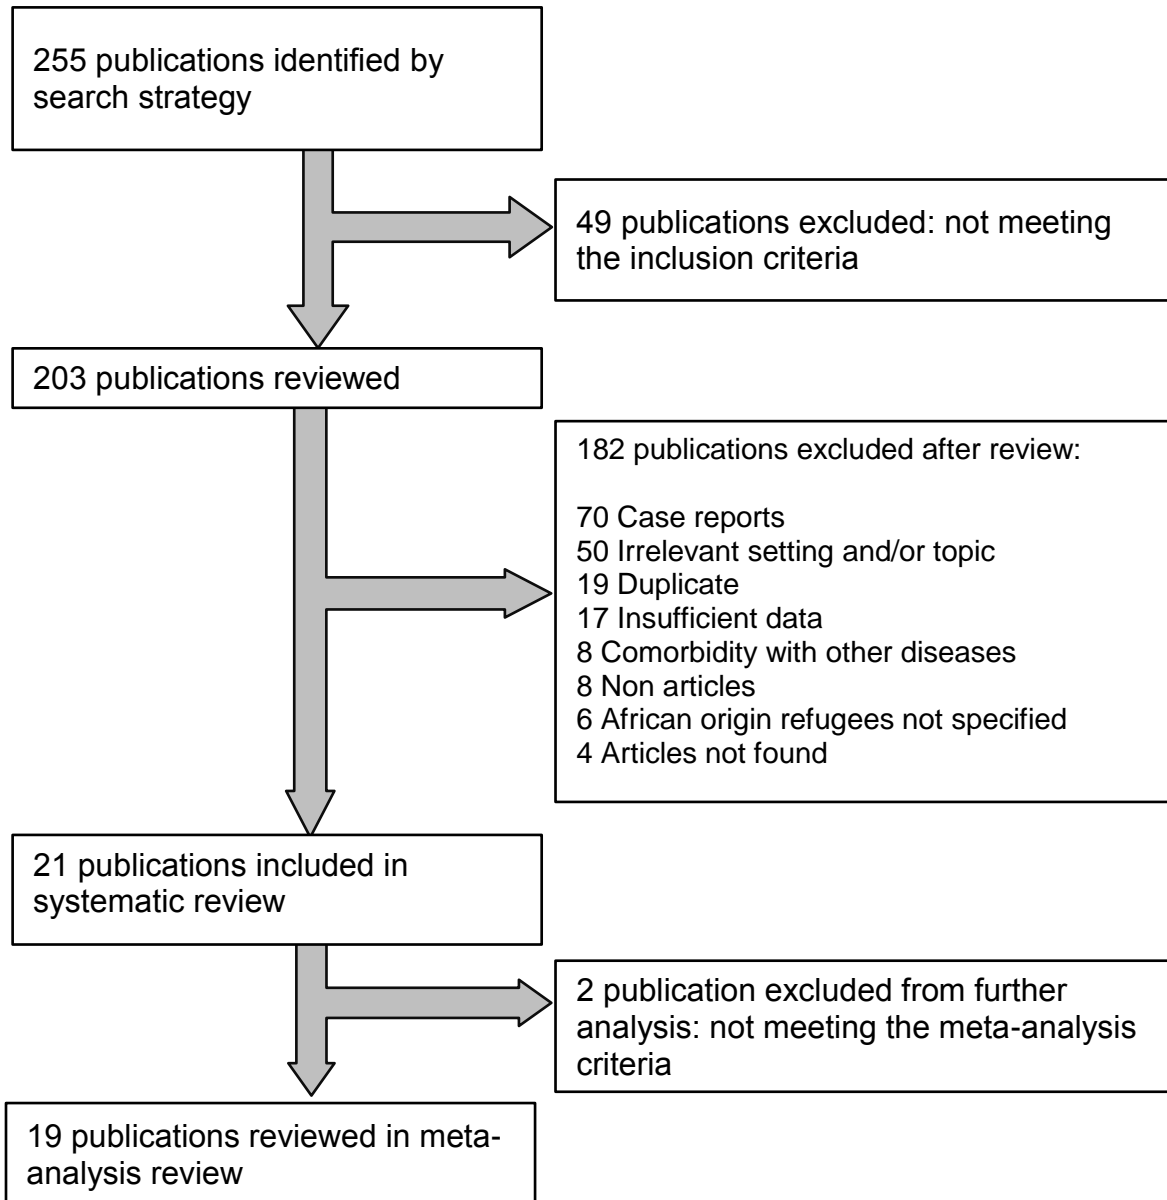 255 publications identified by
search strategy
49 publications excluded: not meeting
the inclusion criteria
203 publications reviewed
182 publications excluded after review:
70 Case reports
50 Irrelevant setting and/or topic
19 Duplicate
17 Insufficient data
8 Comorbidity with other diseases
8 Non articles
6 African origin refugees not specified
4 Articles not found
21 publications included in
systematic review
2 publication excluded from further
analysis: not meeting the meta-analysis
criteria
19 publications reviewed in meta-
analysis review